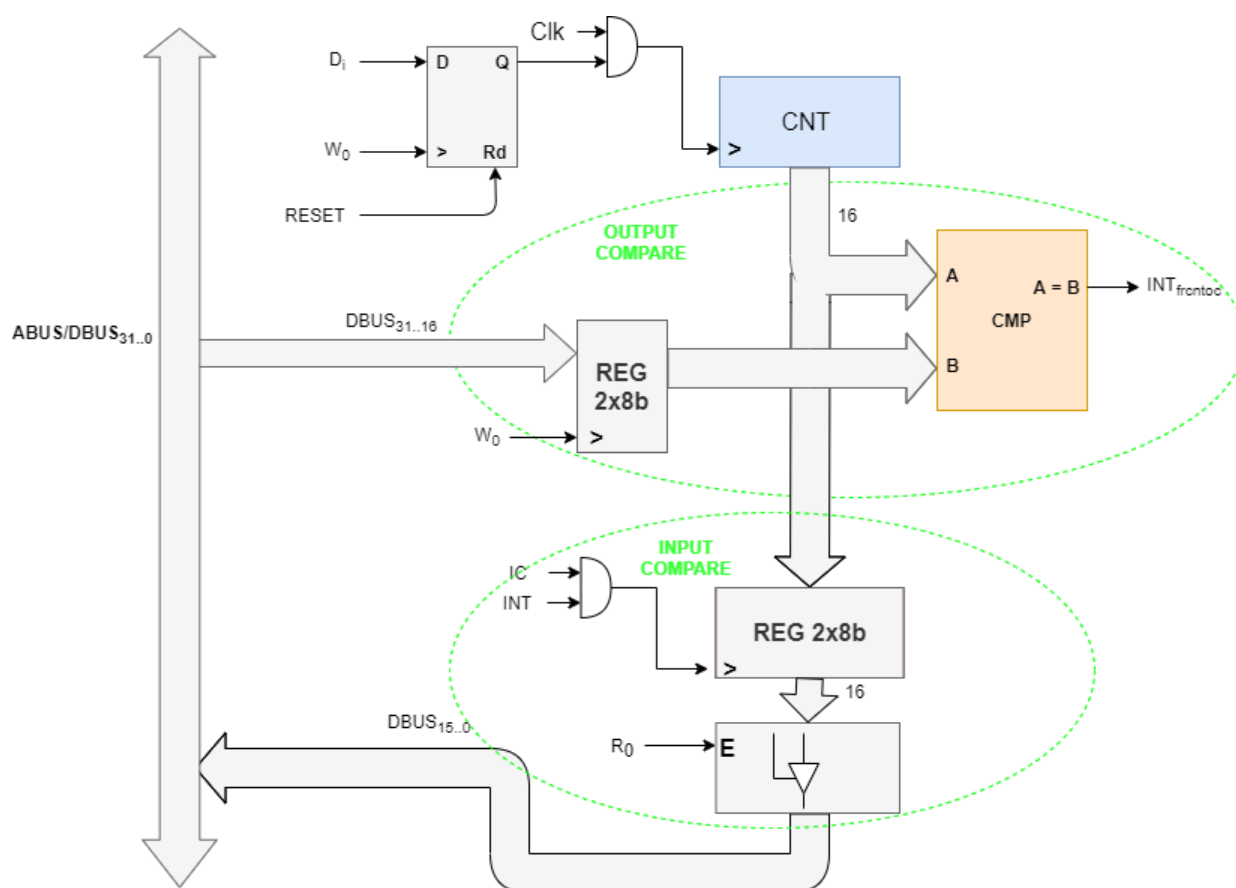 Clk
Dᵢ
D
Q
CNT
W₀
>
Rd
>
RESET
16
OUTPUT
COMPARE
A
A = B
INTfrontoc
CMP
DBUS31..16
ABUS/DBUS31..0
REG
2x8b
B
W₀
>
INPUT
COMPARE
IC
INT
REG 2x8b
>
16
DBUS15..0
R₀
E